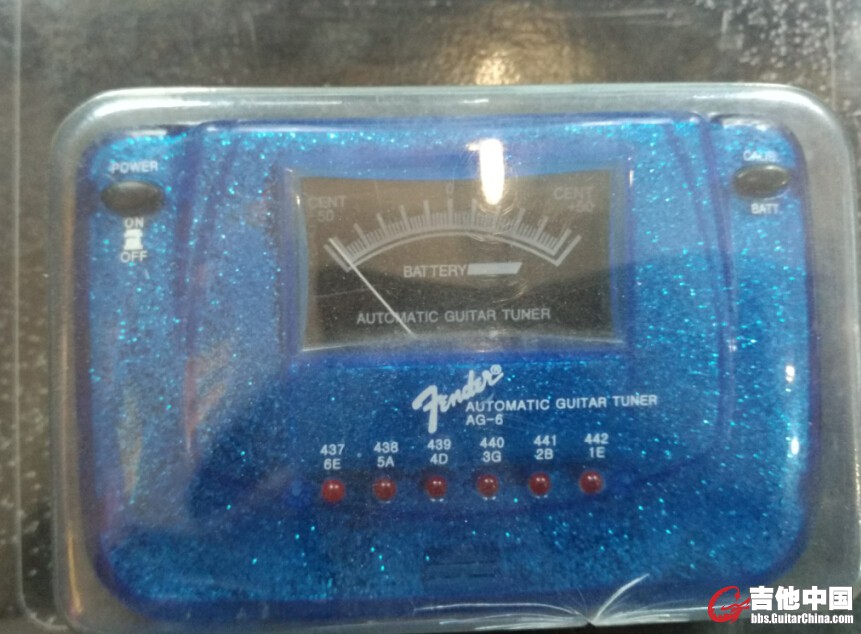 POWER
ON
OFF
CALIB.
BATT.
CENT
-50
0
CENT
+50
BATTERY
AUTOMATIC GUITAR TUNER
Fender®
AUTOMATIC GUITAR TUNER
AG-6
437 438 439 440 441 442
6E 5A 4D 3G 2B 1E
吉他中国
bbs.GuitarChina.com